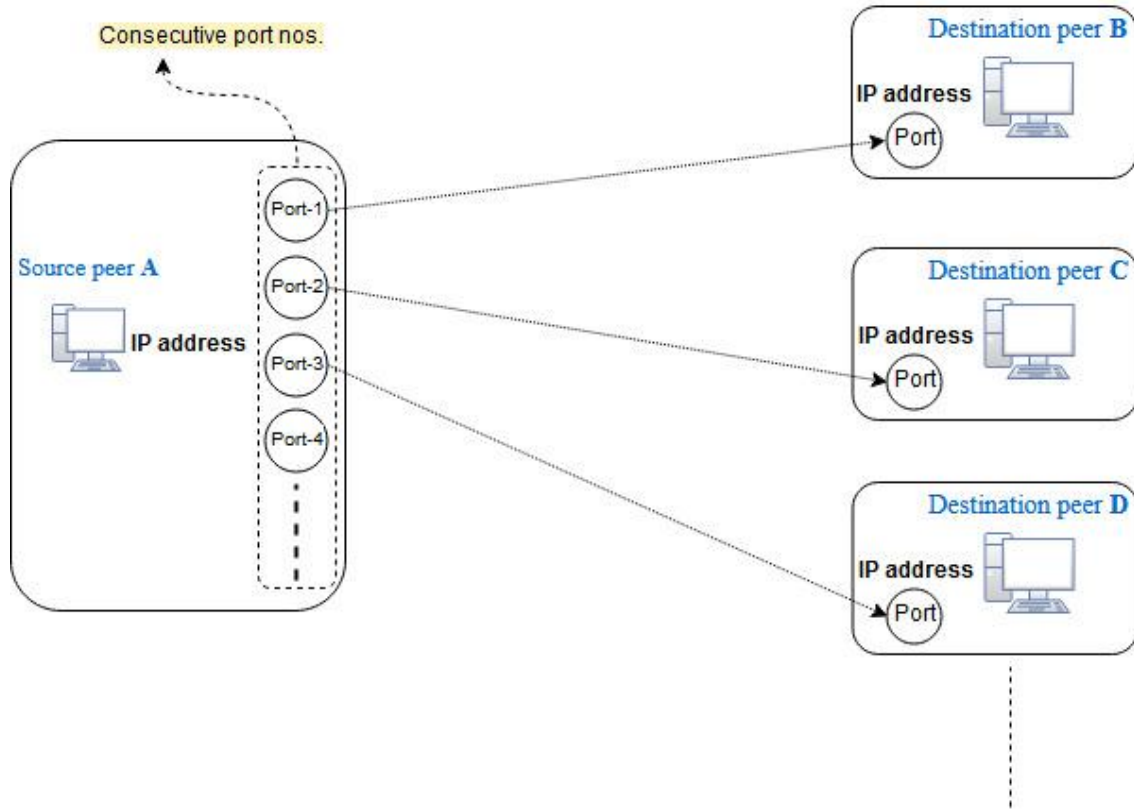 Consecutive port nos.
Source peer A
IP address
Port-1
Port-2
Port-3
Port-4
Destination peer B
IP address
Port
Destination peer C
IP address
Port
Destination peer D
IP address
Port